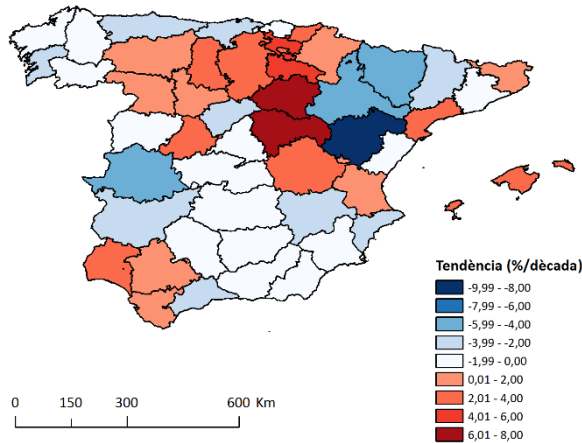 Tendència (%/dècada)
-9,99 - -8,00
-7,99 - -6,00
-5,99 - -4,00
-3,99 - -2,00
-1,99 - 0,00
0,01 - 2,00
2,01 - 4,00
4,01 - 6,00
6,01 - 8,00
0 150 300 600 Km